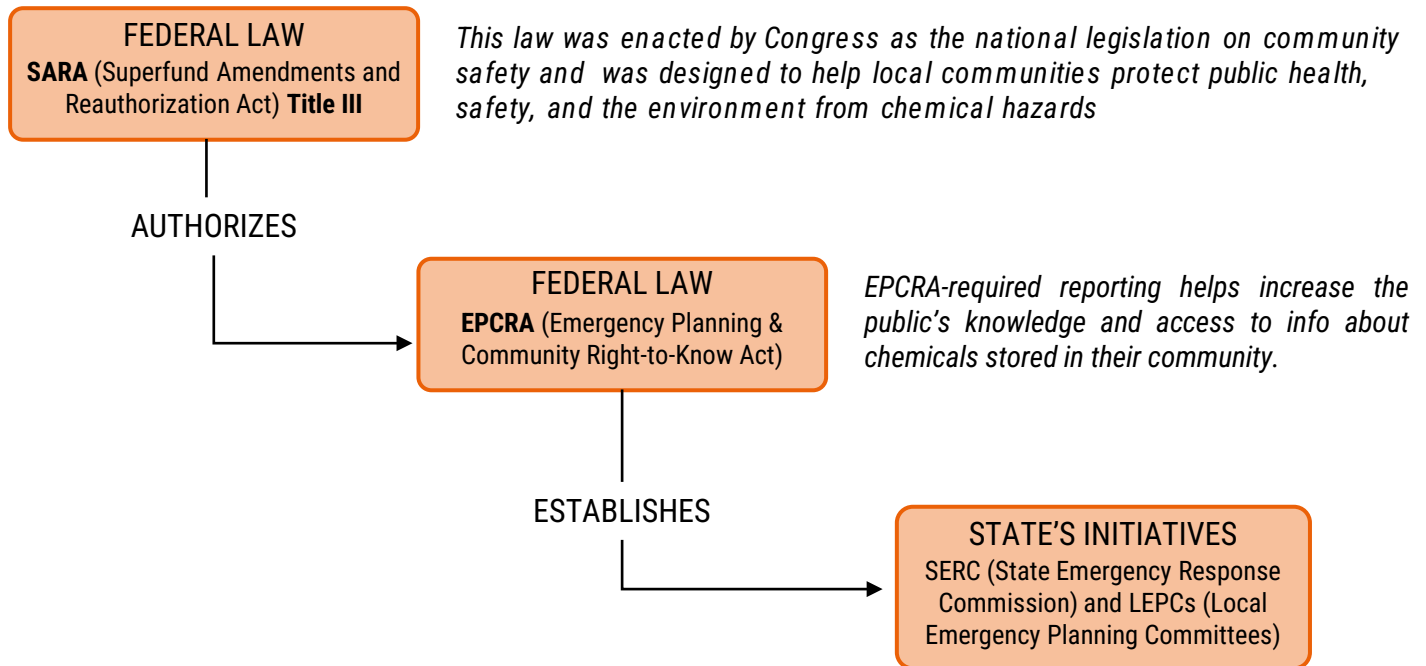 FEDERAL LAW
SARA (Superfund Amendments and
Reauthorization Act) Title III
This law was enacted by Congress as the national legislation on community
safety and was designed to help local communities protect public health,
safety, and the environment from chemical hazards
AUTHORIZES
FEDERAL LAW
EPCRA (Emergency Planning &
Community Right-to-Know Act)
EPCRA-required reporting helps increase the
public’s knowledge and access to info about
chemicals stored in their community.
ESTABLISHES
STATE’S INITIATIVES
SERC (State Emergency Response
Commission) and LEPCs (Local
Emergency Planning Committees)